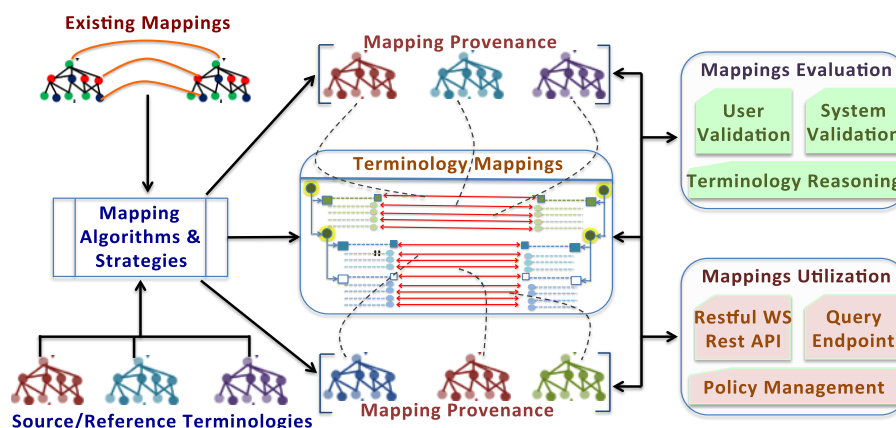 Existing Mappings
Mapping Provenance
Mappings Evaluation
User
Validation
System
Validation
Terminology Reasoning
Terminology Mappings
Mapping
Algorithms &
Strategies
Mappings Utilization
Restful WS
Rest API
Query
Endpoint
Policy Management
Source/Reference Terminologies
Mapping Provenance